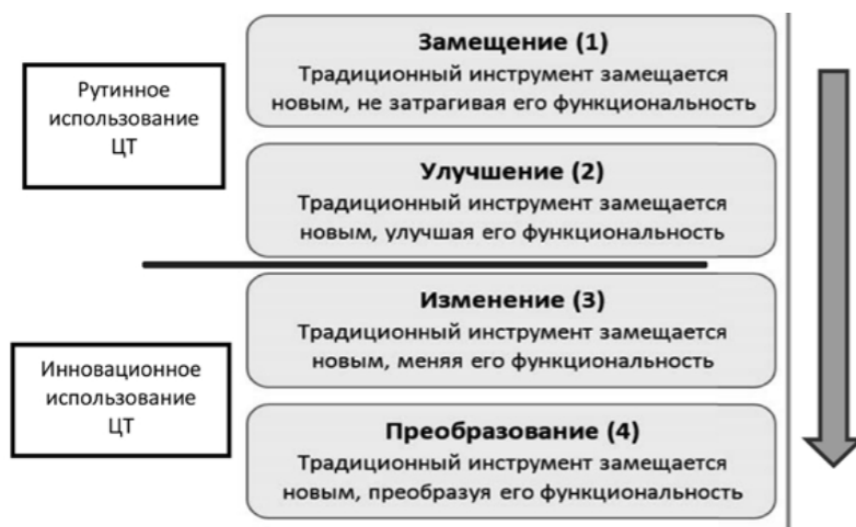 Замещение (1)
Традиционный инструмент замещается
новым, не затрагивая его функциональность
Рутинное
использование
ЦТ
Улучшение (2)
Традиционный инструмент замещается
новым, улучшая его функциональность
Изменение (3)
Традиционный инструмент замещается
новым, меняя его функциональность
Инновационное
использование
ЦТ
Преобразование (4)
Традиционный инструмент замещается
новым, преобразуя его функциональность